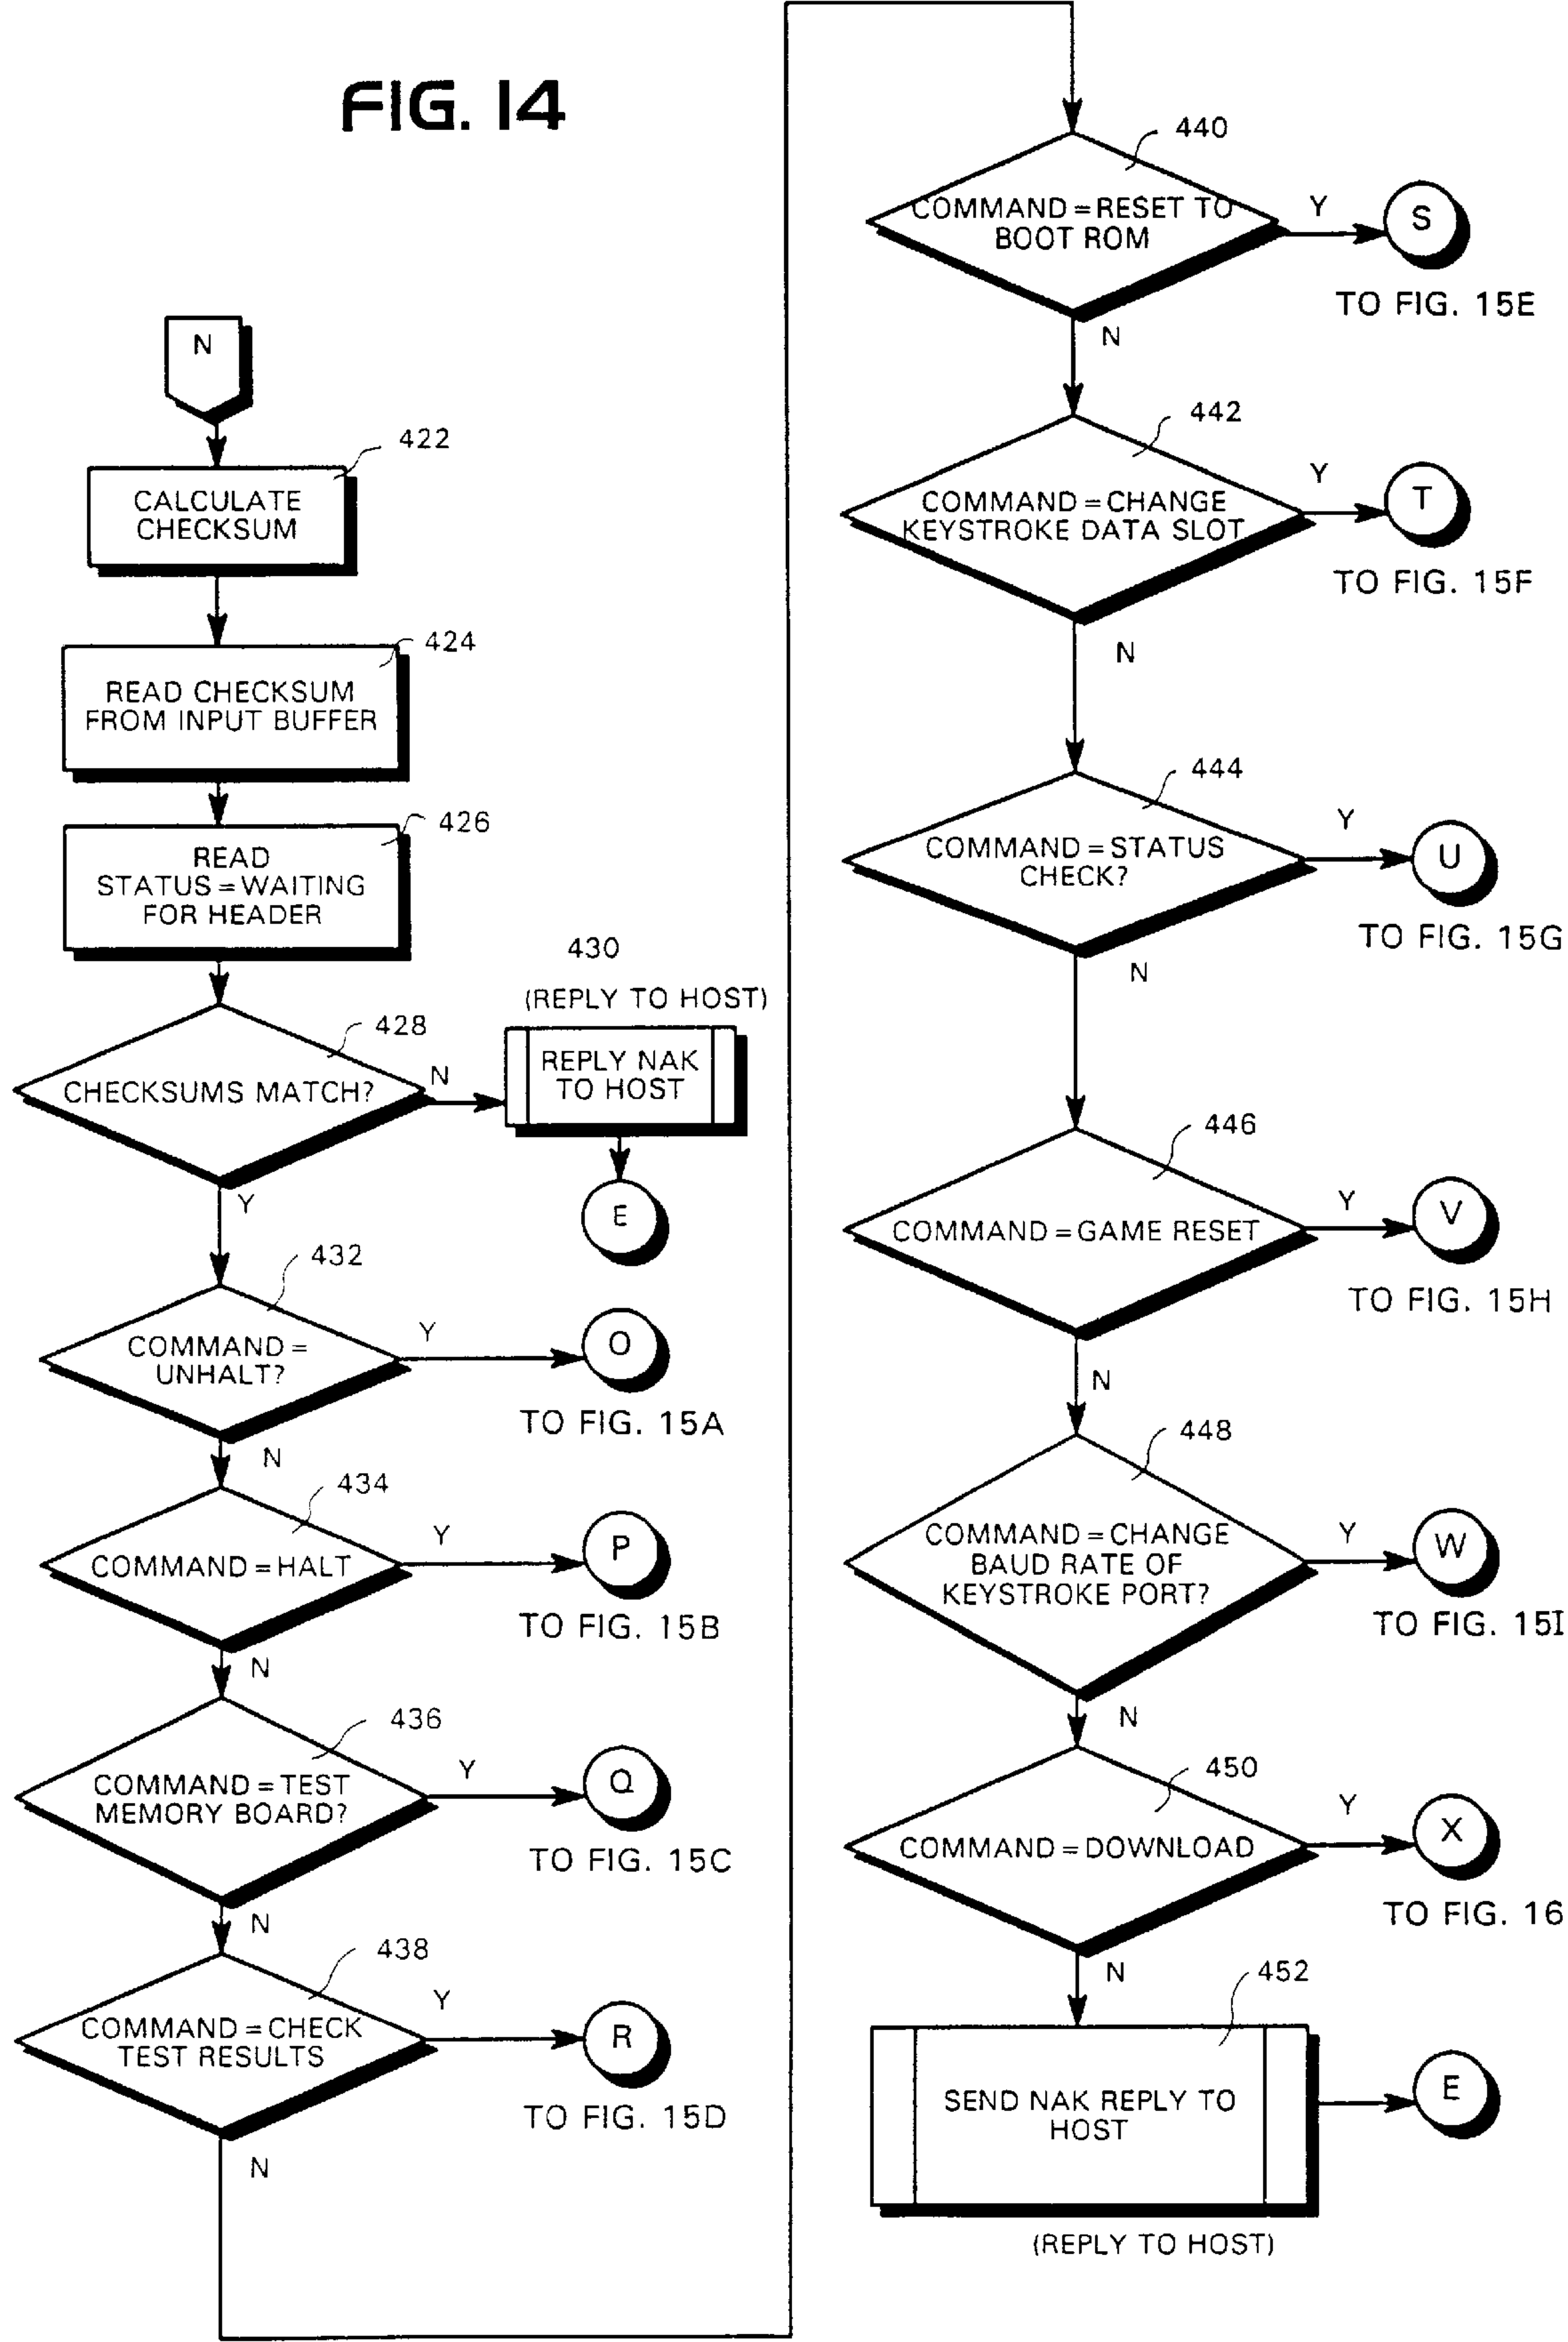 FIG. 14
N
422
CALCULATE
CHECKSUM
424
READ CHECKSUM
FROM INPUT BUFFER
426
READ
STATUS = WAITING
FOR HEADER
428
CHECKSUMS MATCH?
N
430
(REPLY TO HOST)
REPLY NAK
TO HOST
E
Y
432
COMMAND =
UNHALT?
Y
O
TO FIG. 15A
N
434
COMMAND = HALT
Y
P
TO FIG. 15B
N
436
COMMAND = TEST
MEMORY BOARD?
Y
Q
TO FIG. 15C
N
438
COMMAND = CHECK
TEST RESULTS
Y
R
TO FIG. 15D
N
440
COMMAND = RESET TO
BOOT ROM
Y
S
TO FIG. 15E
N
442
COMMAND = CHANGE
KEYSTROKE DATA SLOT
Y
T
TO FIG. 15F
N
444
COMMAND = STATUS
CHECK?
Y
U
TO FIG. 15G
N
446
COMMAND = GAME RESET
Y
V
TO FIG. 15H
N
448
COMMAND = CHANGE
BAUD RATE OF
KEYSTROKE PORT?
Y
W
TO FIG. 15I
N
450
COMMAND = DOWNLOAD
Y
X
TO FIG. 16
N
452
SEND NAK REPLY TO
HOST
E
(REPLY TO HOST)